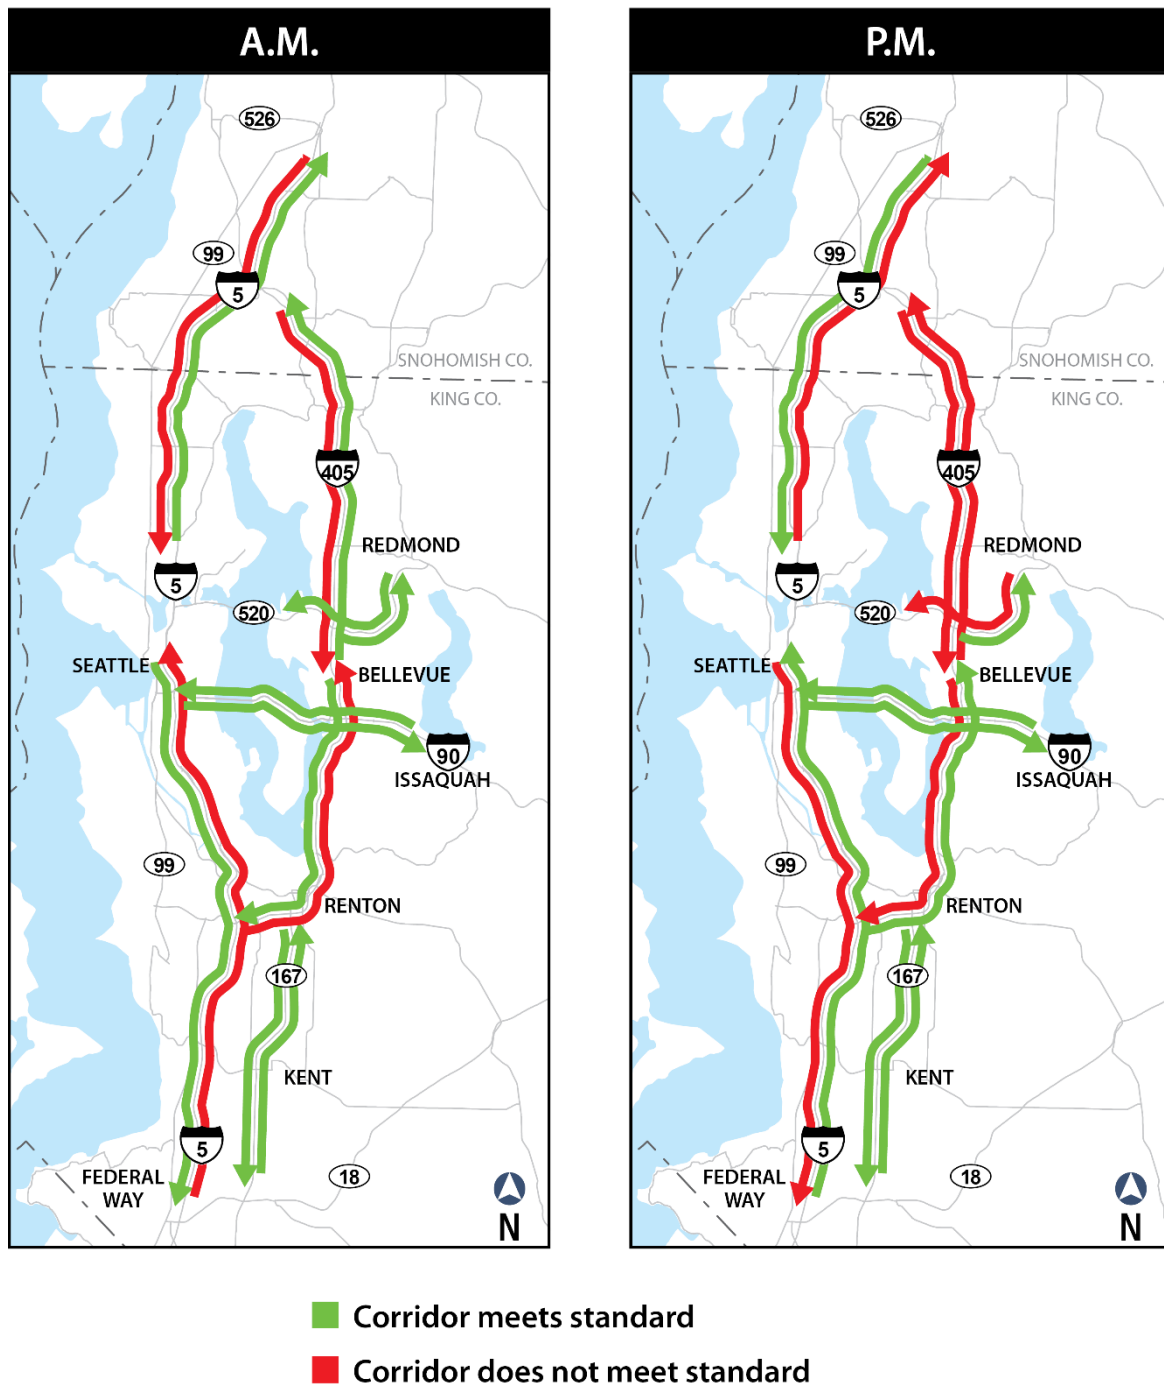 A.M.
526
99
5
SNOHOMISH CO.
KING CO.
405
REDMOND
5
520
SEATTLE
BELLEVUE
90
ISSAQUAH
99
RENTON
167
KENT
5
FEDERAL
WAY
18
N
P.M.
526
99
5
SNOHOMISH CO.
KING CO.
405
REDMOND
5
520
SEATTLE
BELLEVUE
90
ISSAQUAH
99
RENTON
167
KENT
5
FEDERAL
WAY
18
N
Corridor meets standard
Corridor does not meet standard